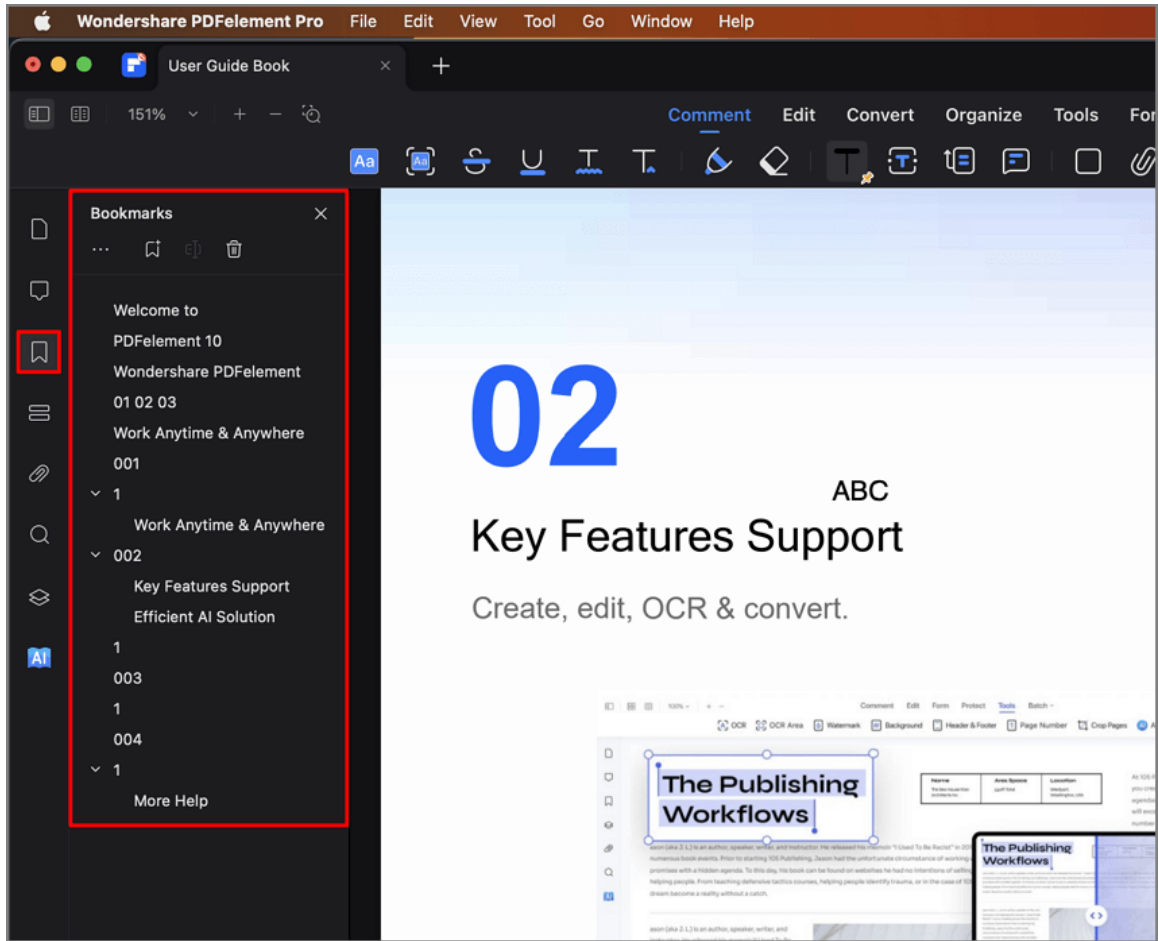 Wondershare PDFelement Pro File Edit View Tool Go Window Help
User Guide Book
151%
Comment Edit Convert Organize Tools For
Aa Aa T T T T
Bookmarks
Welcome to
PDFelement 10
Wondershare PDFelement
01 02 03
Work Anytime & Anywhere
001
1
Work Anytime & Anywhere
002
Key Features Support
Efficient AI Solution
1
003
1
004
1
More Help
AI
02
ABC
Key Features Support
Create, edit, OCR & convert.
100%
Comment Edit Form Protect Tools Batch
OCR OCR Area Watermark Background Header & Footer Page Number Crop Pages
The Publishing
Workflows
Name Area Space Location
The Publishing
Workflows